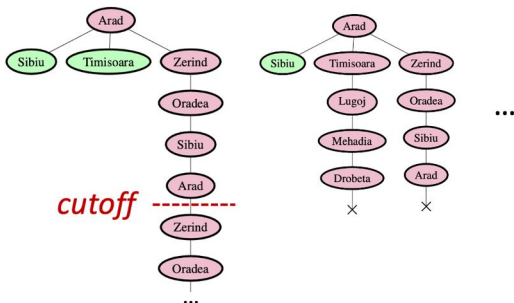 Arad
Sibiu
Timisoara
Zerind
Oradea
Sibiu
Arad
cutoff
Zerind
Oradea
...
Arad
Sibiu
Timisoara
Zerind
Lugoj
Oradea
Mehadia
Sibiu
Drobeta
Arad
×
×
...